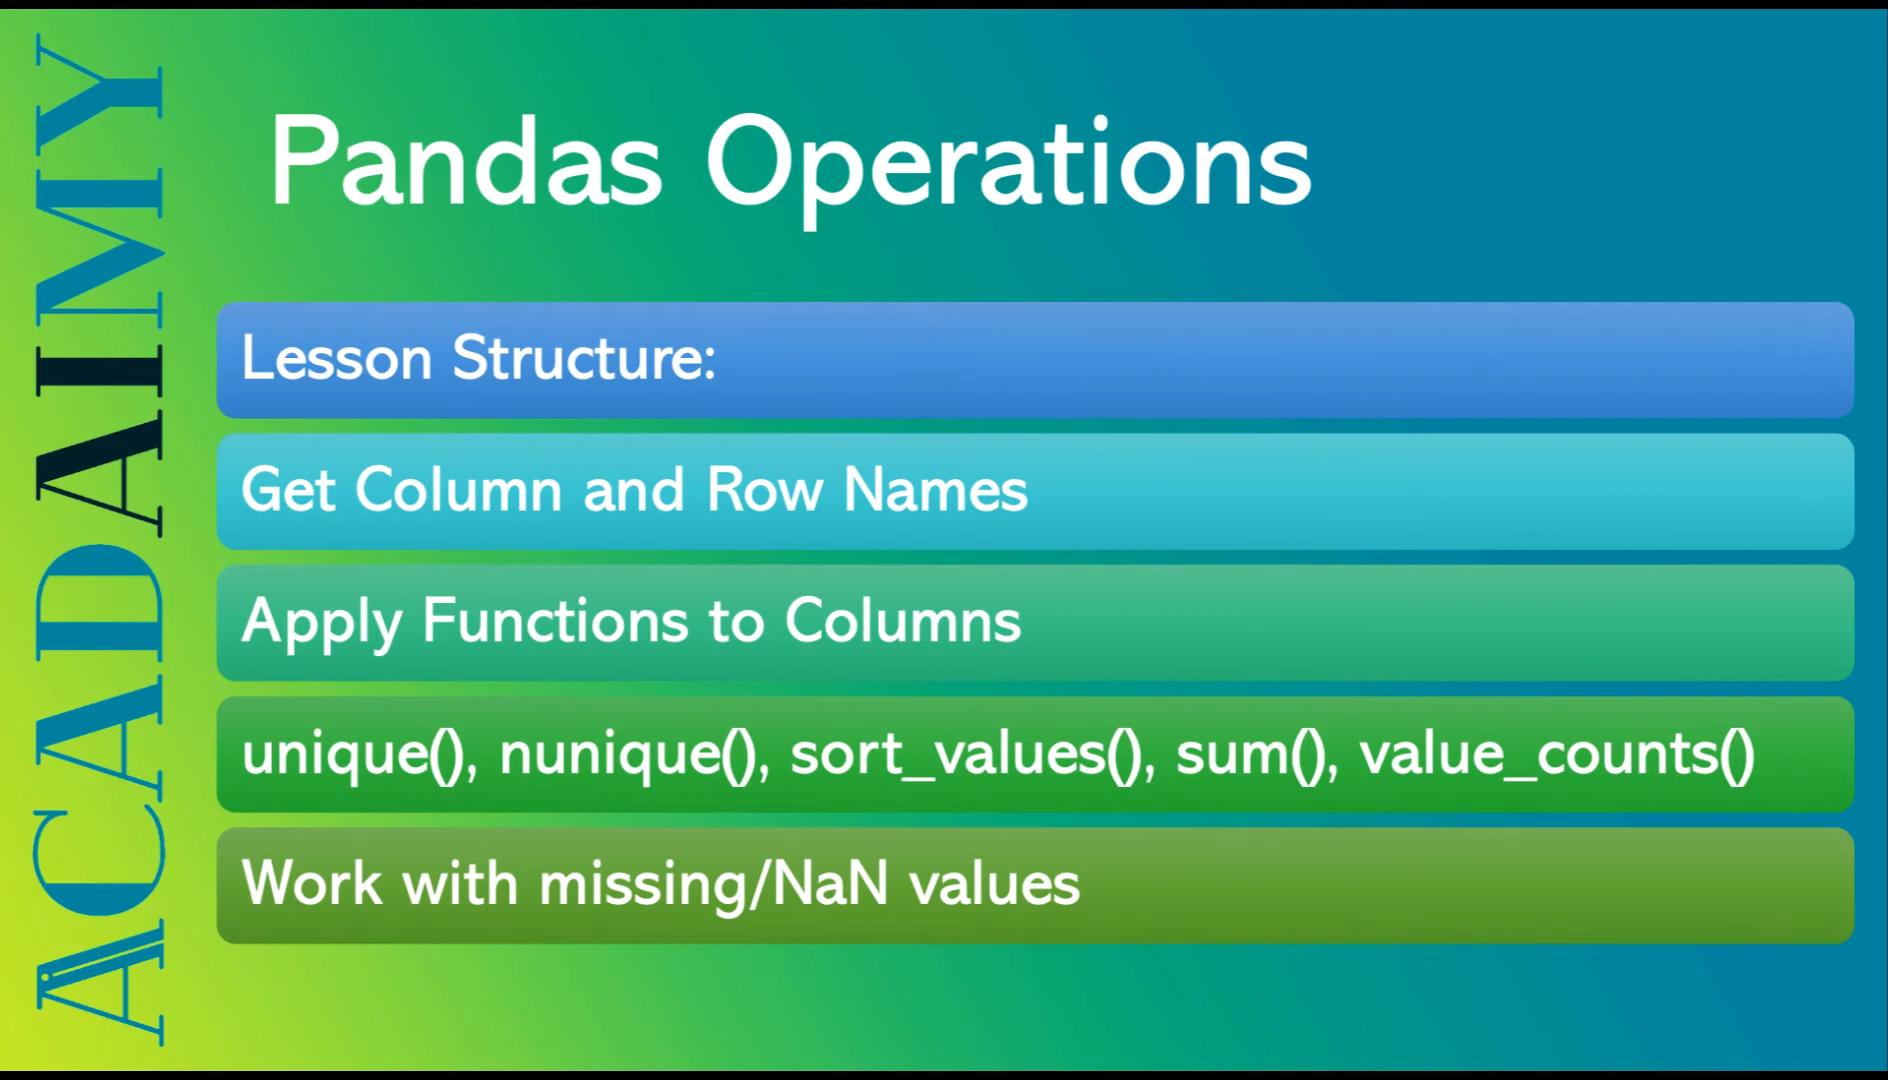 ACADAIMY
Pandas Operations
Lesson Structure:
Get Column and Row Names
Apply Functions to Columns
unique(), nunique(), sort_values(), sum(), value_counts()
Work with missing/NaN values